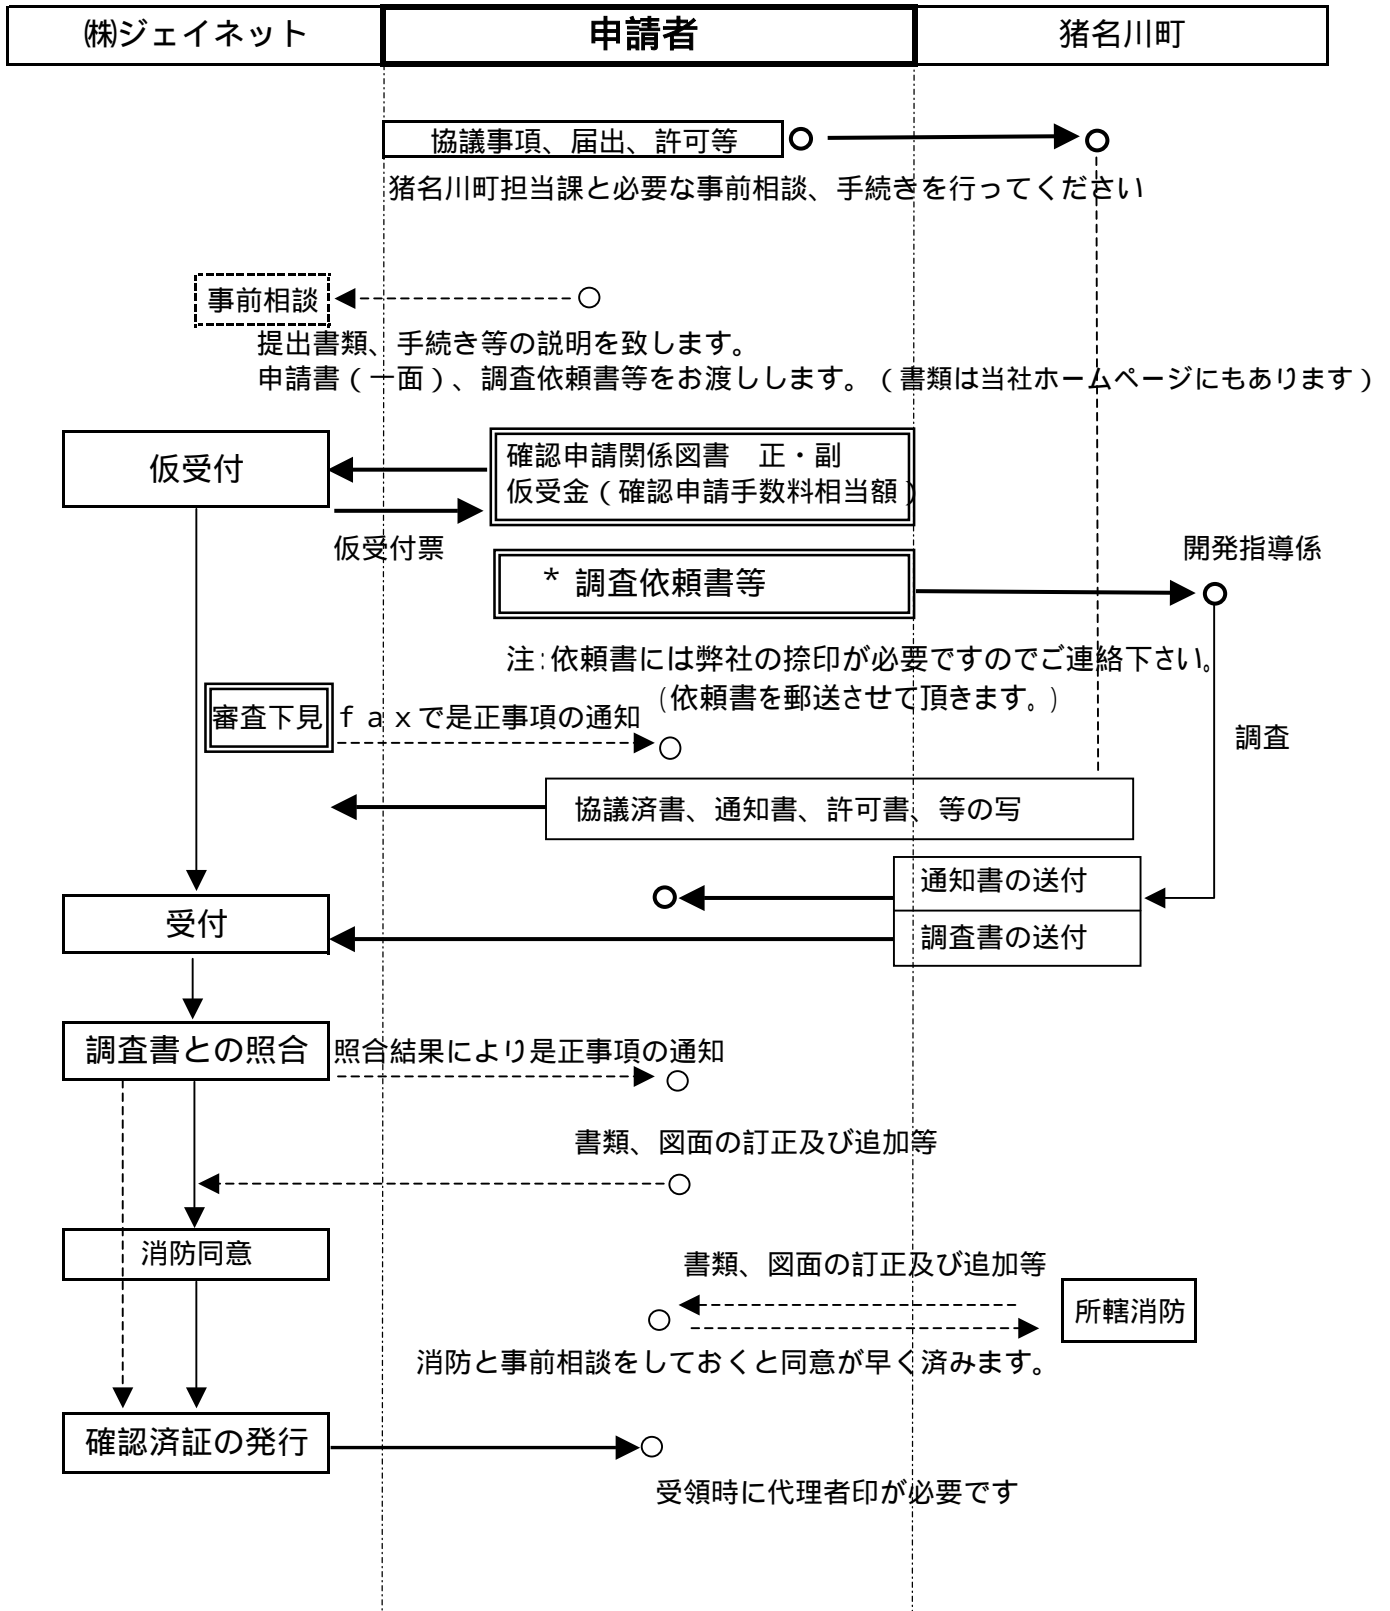 ㈱ジェイネット
申請者
猪名川町
協議事項、届出、許可等
猪名川町担当課と必要な事前相談、手続きを行ってください
事前相談
提出書類、手続き等の説明を致します。
申請書（一面）、調査依頼書等をお渡しします。（書類は当社ホームページにもあります）
仮受付
確認申請関係図書　正・副
仮受金（確認申請手数料相当額）
仮受付票
開発指導係
* 調査依頼書等
注:依頼書には弊社の捺印が必要ですのでご連絡下さい。
(依頼書を郵送させて頂きます。)
審査下見
ｆａｘで是正事項の通知
調査
協議済書、通知書、許可書、等の写
通知書の送付
受付
調査書の送付
調査書との照合
照合結果により是正事項の通知
書類、図面の訂正及び追加等
消防同意
書類、図面の訂正及び追加等
所轄消防
消防と事前相談をしておくと同意が早く済みます。
確認済証の発行
受領時に代理者印が必要です